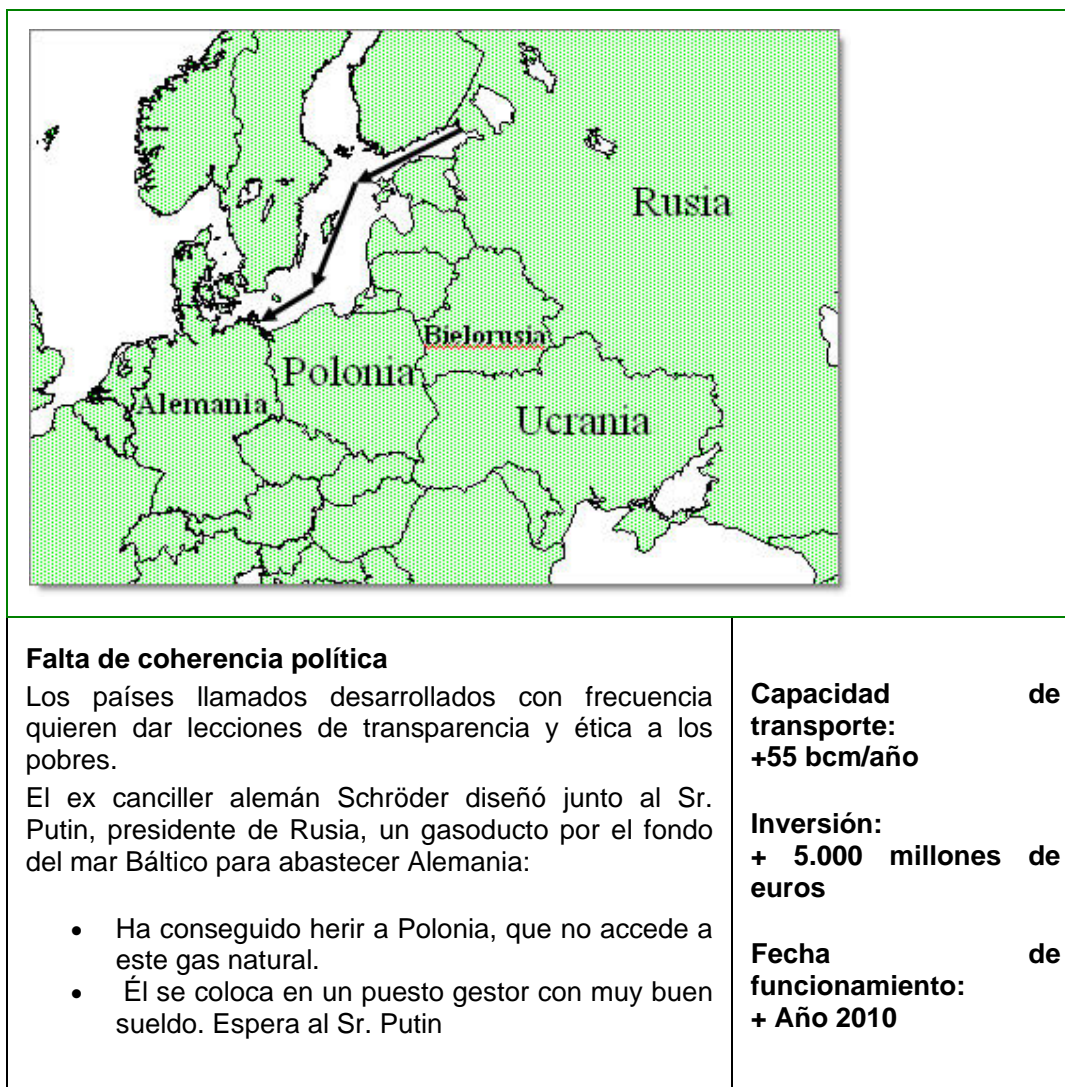 Rusia
Bielorusia
Polonia
Alemania
Ucrania
Falta de coherencia política
Los países llamados desarrollados con frecuencia
quieren dar lecciones de transparencia y ética a los
pobres.
El ex canciller alemán Schröder diseñó junto al Sr.
Putin, presidente de Rusia, un gasoducto por el fondo
del mar Báltico para abastecer Alemania:
• Ha conseguido herir a Polonia, que no accede a
este gas natural.
• Él se coloca en un puesto gestor con muy buen
sueldo. Espera al Sr. Putin
Capacidad de
transporte:
+55 bcm/año
Inversión:
+ 5.000 millones de
euros
Fecha de
funcionamiento:
+ Año 2010